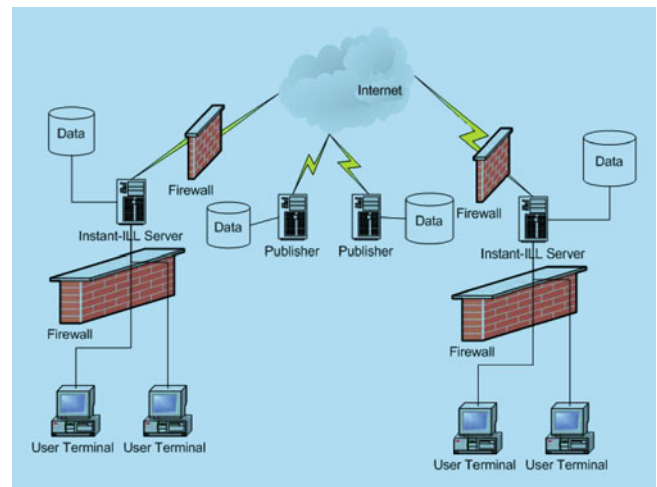 Internet
Data
Data
Firewall
Firewall
Data
Data
Instant-ILL Server
Publisher
Publisher
Instant-ILL Server
Firewall
Firewall
User Terminal
User Terminal
User Terminal
User Terminal